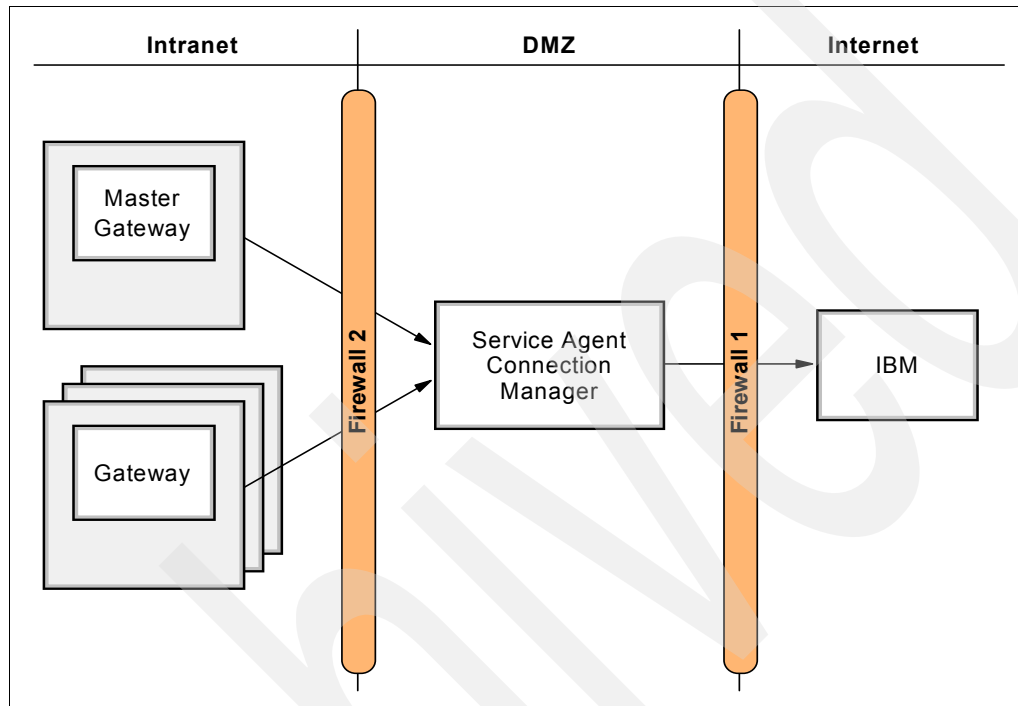 Intranet
DMZ
Internet
Master
Gateway
Firewall 2
Service Agent
Connection
Manager
Firewall 1
IBM
Gateway